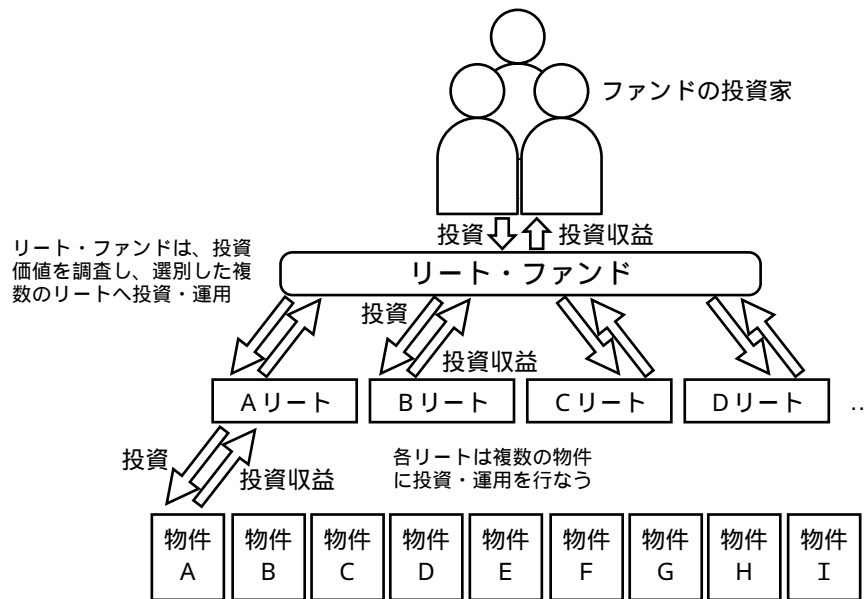 ファンドの投資家
投資
投資収益
リート・ファンドは、投資
価値を調査し、選別した複
数のリートへ投資・運用
リート・ファンド
投資
投資収益
Aリート
Bリート
Cリート
Dリート
‥
投資
投資収益
各リートは複数の物件
に投資・運用を行なう
物件
A
物件
B
物件
C
物件
D
物件
E
物件
F
物件
G
物件
H
物件
I